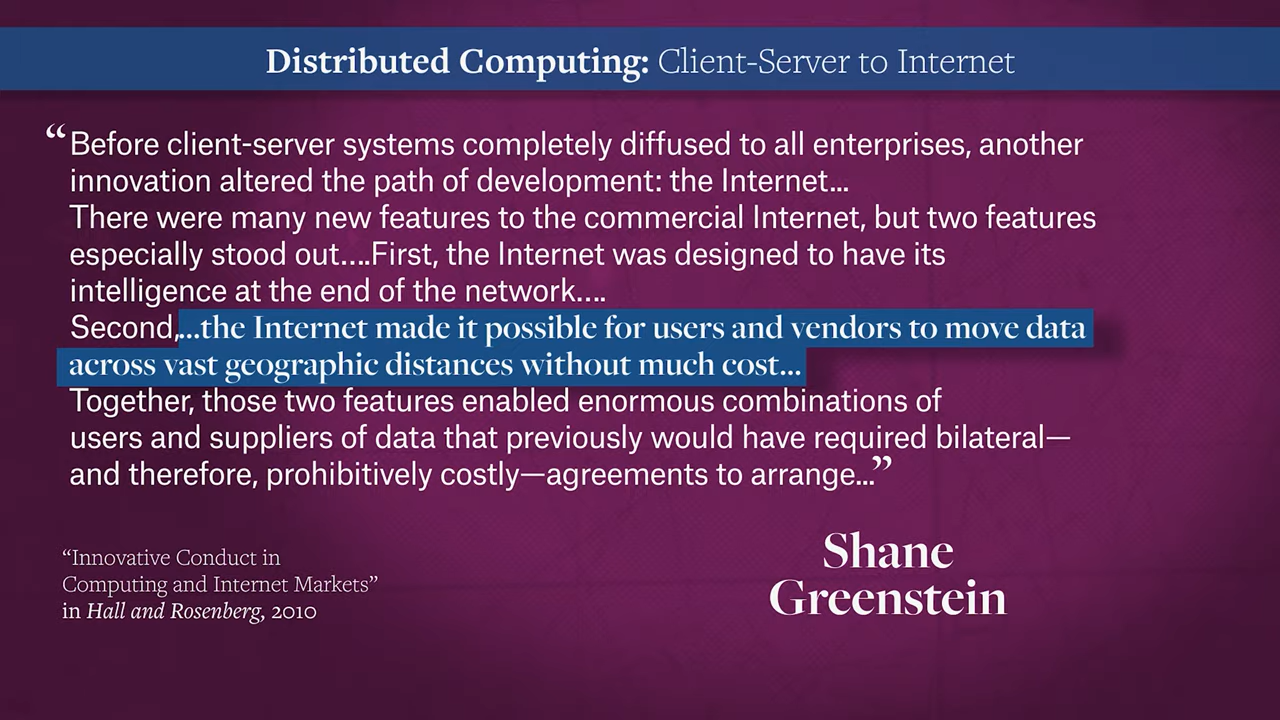 Distributed Computing: Client-Server to Internet
“Before client-server systems completely diffused to all enterprises, another
innovation altered the path of development: the Internet...
There were many new features to the commercial Internet, but two features
especially stood out....First, the Internet was designed to have its
intelligence at the end of the network....
Second,...the Internet made it possible for users and vendors to move data
across vast geographic distances without much cost...
Together, those two features enabled enormous combinations of
users and suppliers of data that previously would have required bilateral—
and therefore, prohibitively costly—agreements to arrange...”
“Innovative Conduct in
Computing and Internet Markets”
in Hall and Rosenberg, 2010
Shane
Greenstein